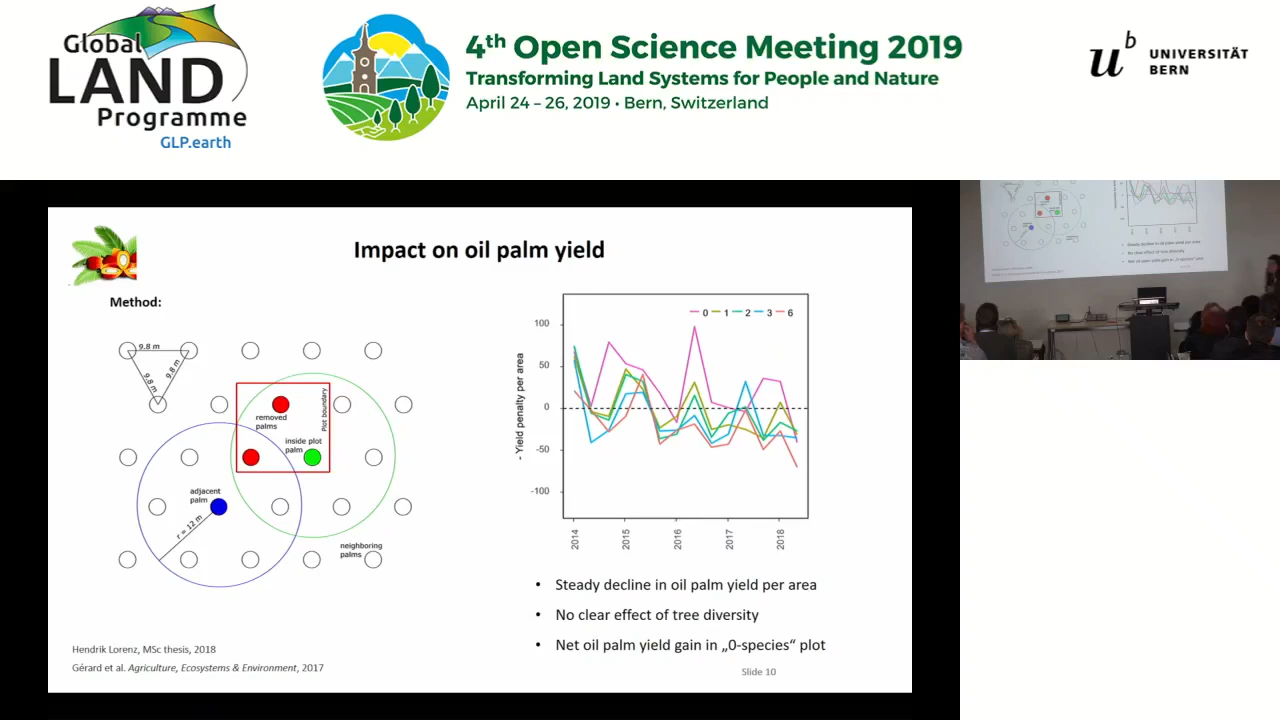 Global
LAND
Programme
GLP.earth
4th Open Science Meeting 2019
Transforming Land Systems for People and Nature
April 24 – 26, 2019 • Bern, Switzerland
u b
UNIVERSITÄT
BERN
Impact on oil palm yield
Method:
9.8 m
9.8 m
9.8 m
removed
palms
Plot boundary
inside plot
palm
adjacent
palm
r = 12 m
neighboring
palms
0 1 2 3 6
- Yield penalty per area
100
50
0
-50
-100
2014
2015
2016
2017
2018
• Steady decline in oil palm yield per area
• No clear effect of tree diversity
• Net oil palm yield gain in „0-species“ plot
Hendrik Lorenz, MSc thesis, 2018
Gérard et al. Agriculture, Ecosystems & Environment, 2017
Slide 10